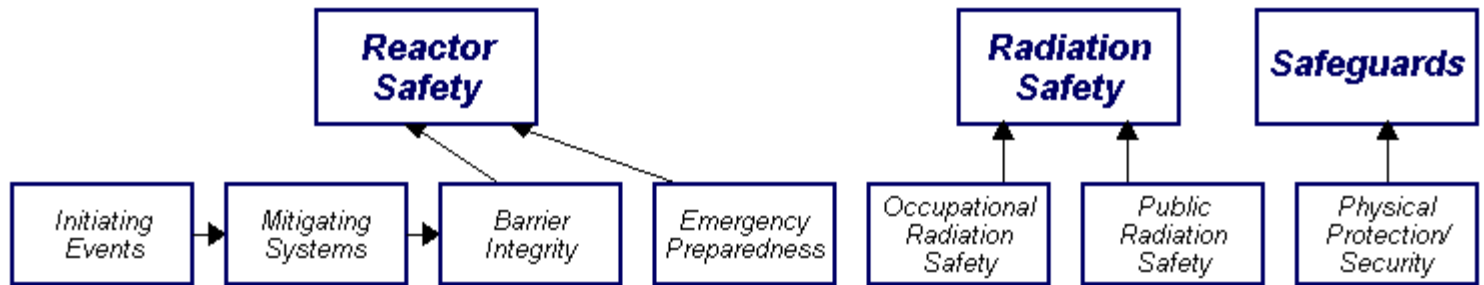 Reactor
Safety
Radiation
Safety
Safeguards
Initiating
Events
Mitigating
Systems
Barrier
Integrity
Emergency
Preparedness
Occupational
Radiation
Safety
Public
Radiation
Safety
Physical
Protection/
Security